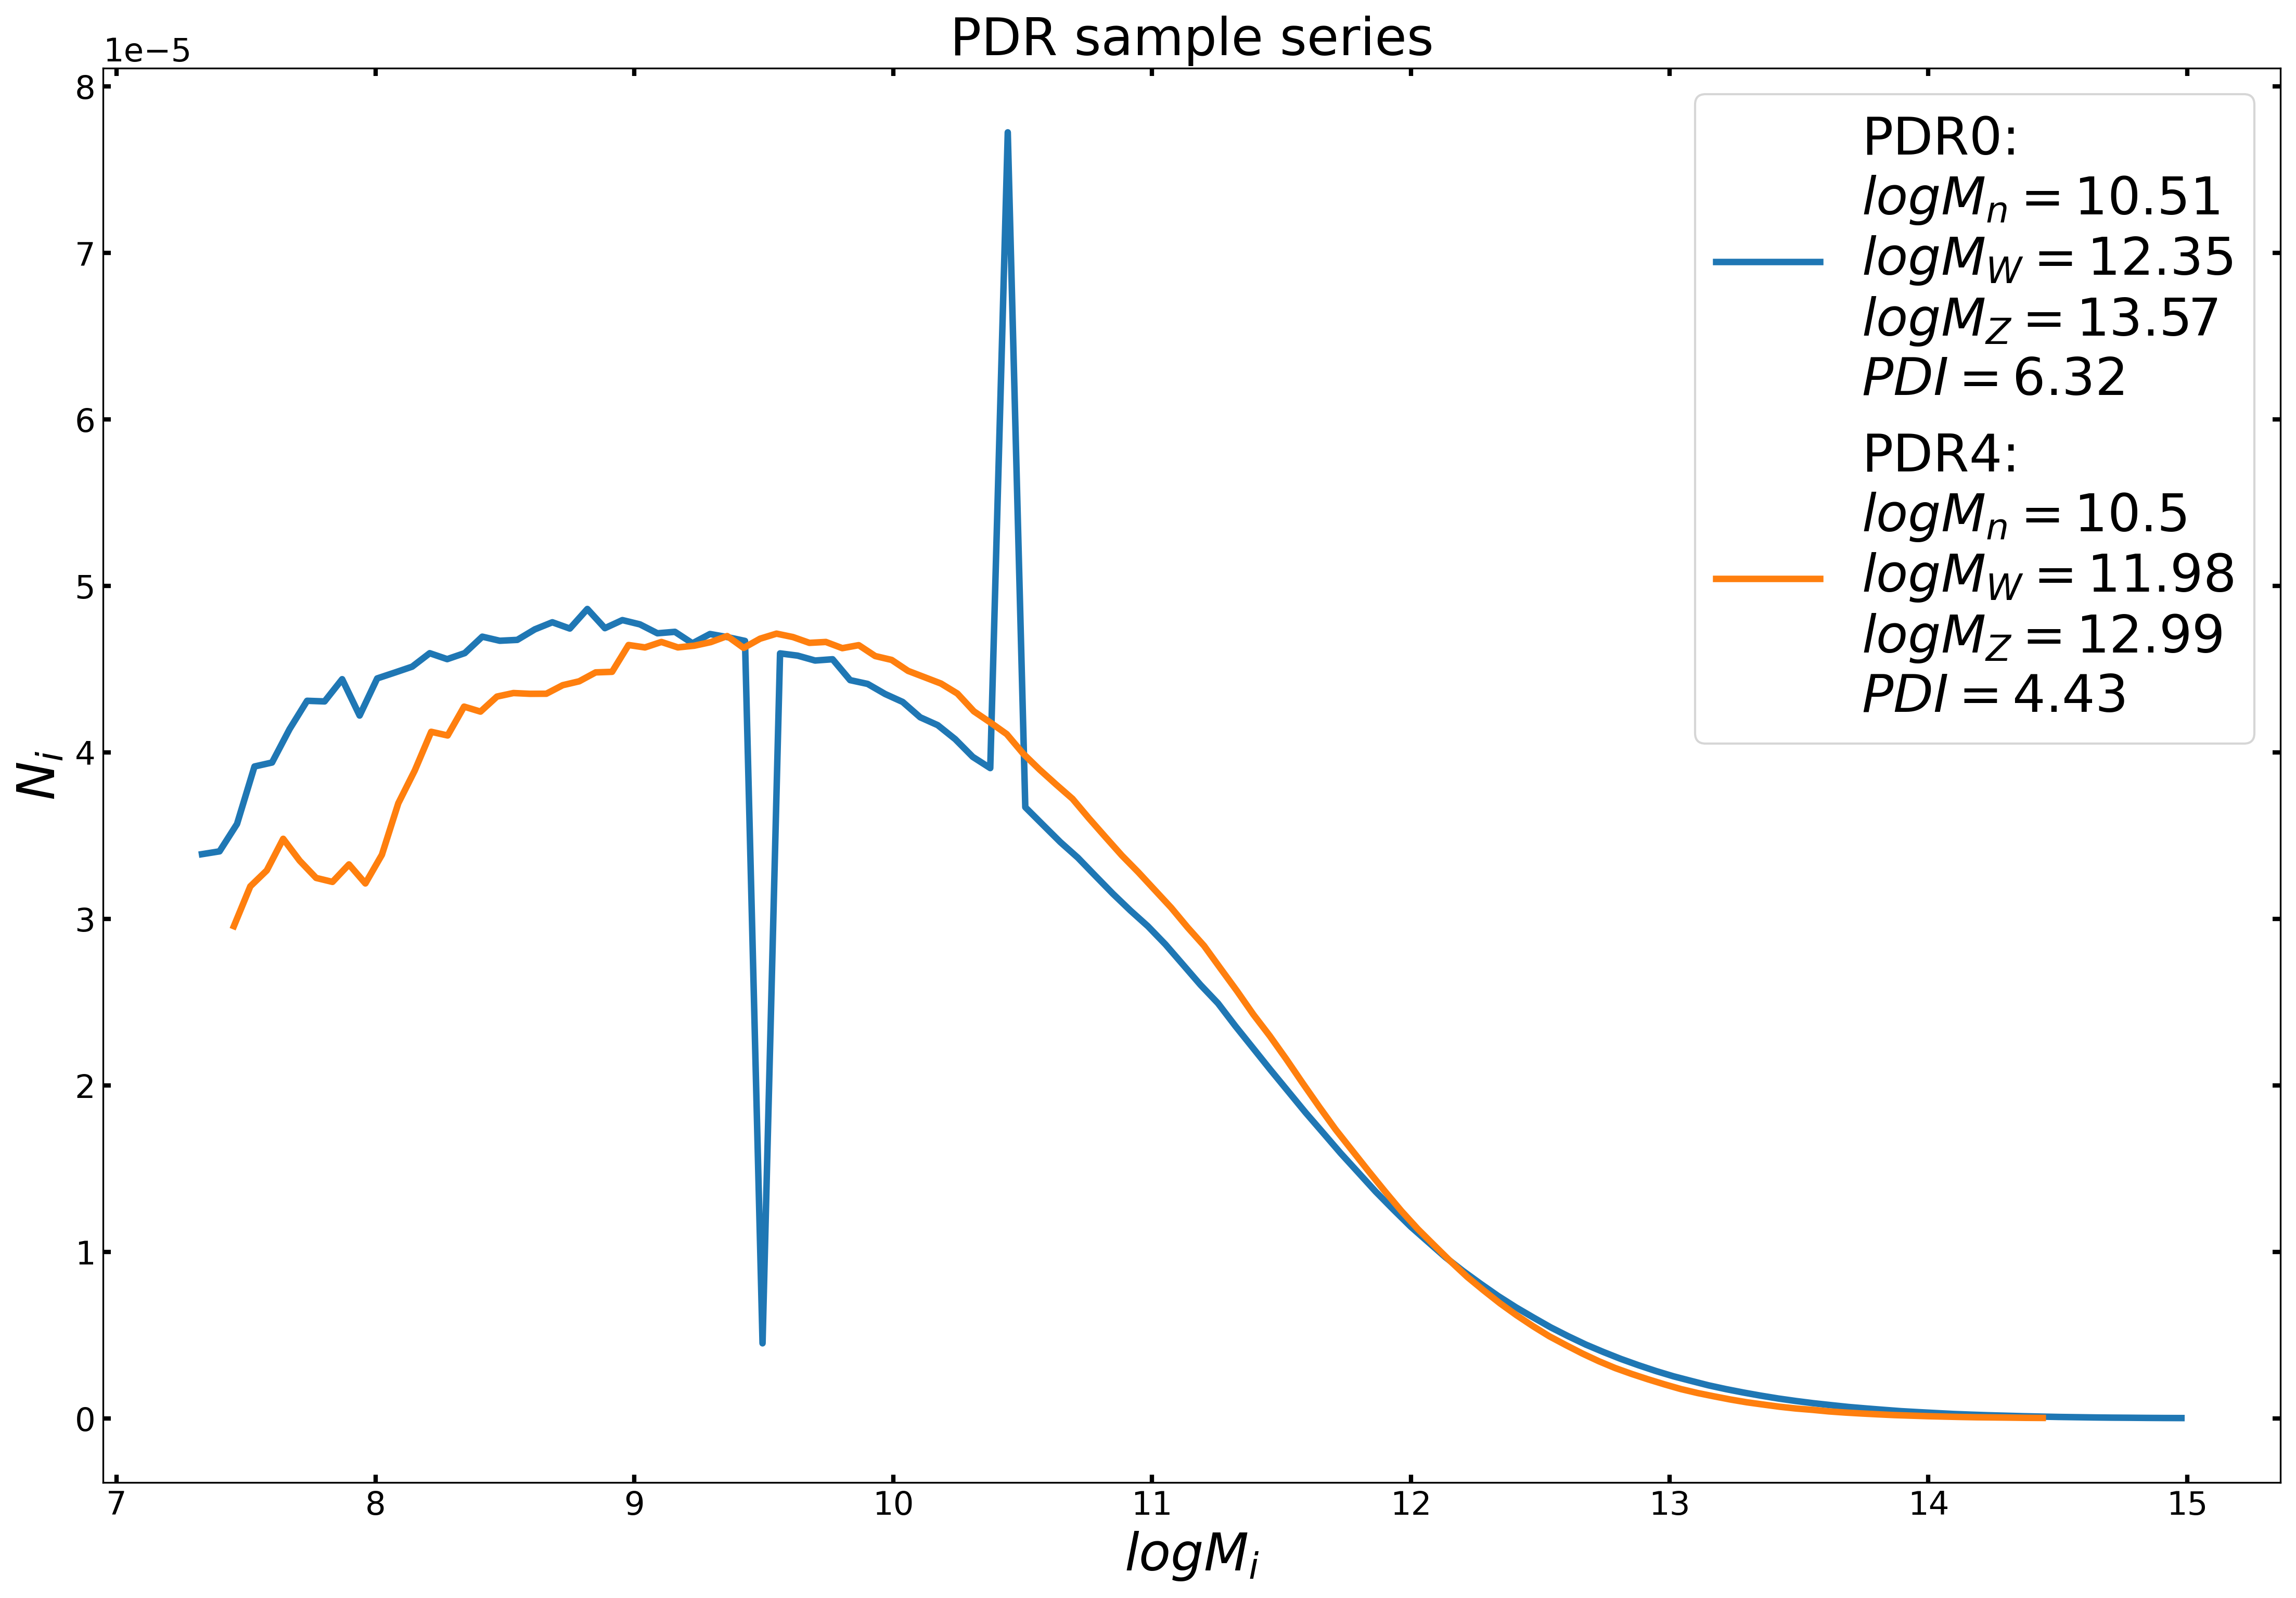 PDR sample series
1e−5
8
7
6
5
4
3
2
1
0
N_i
7 8 9 10 11 12 13 14 15
logM_i
PDR0:
logM_n = 10.51
logM_W = 12.35
logM_Z = 13.57
PDI = 6.32
PDR4:
logM_n = 10.5
logM_W = 11.98
logM_Z = 12.99
PDI = 4.43